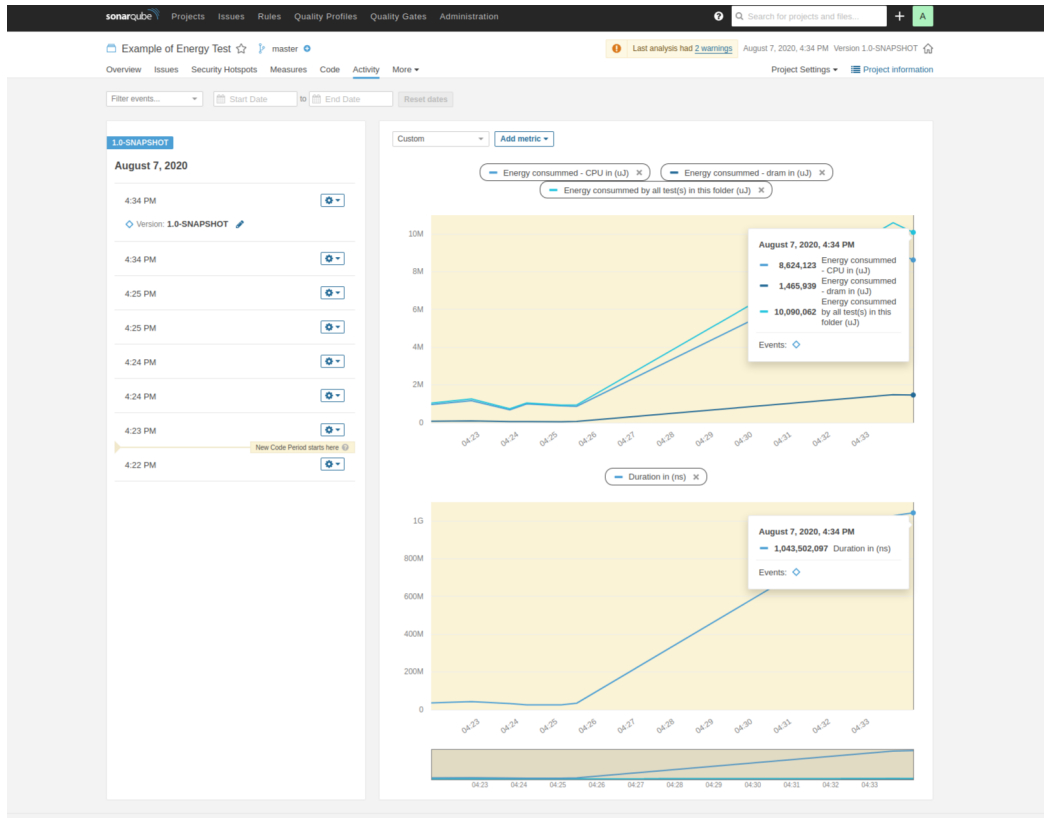 sonarqube Projects Issues Rules Quality Profiles Quality Gates Administration Search for projects and files... + A
Example of Energy Test master Last analysis had 2 warnings August 7, 2020, 4:34 PM Version 1.0-SNAPSHOT
Overview Issues Security Hotspots Measures Code Activity More Project Settings Project information
Filter events... Start Date to End Date Reset dates
1.0-SNAPSHOT
August 7, 2020
4:34 PM
Version: 1.0-SNAPSHOT
4:34 PM
4:25 PM
4:25 PM
4:24 PM
4:24 PM
4:23 PM
New Code Period starts here
4:22 PM
Custom Add metric
Energy consummed - CPU in (uJ) × Energy consummed - dram in (uJ) ×
Energy consummed by all test(s) in this folder (uJ) ×
10M
8M
6M
4M
2M
0
04:23 04:24 04:25 04:26 04:27 04:28 04:29 04:30 04:31 04:32 04:33
August 7, 2020, 4:34 PM
8,624,123 Energy consummed
- CPU in (uJ)
1,465,939 Energy consummed
- dram in (uJ)
Energy consummed
10,090,062 by all test(s) in this
folder (uJ)
Events:
Duration in (ns) ×
1G
800M
600M
400M
200M
0
04:23 04:24 04:25 04:26 04:27 04:28 04:29 04:30 04:31 04:32 04:33
August 7, 2020, 4:34 PM
1,043,502,097 Duration in (ns)
Events:
04:23 04:24 04:25 04:26 04:27 04:28 04:29 04:30 04:31 04:32 04:33